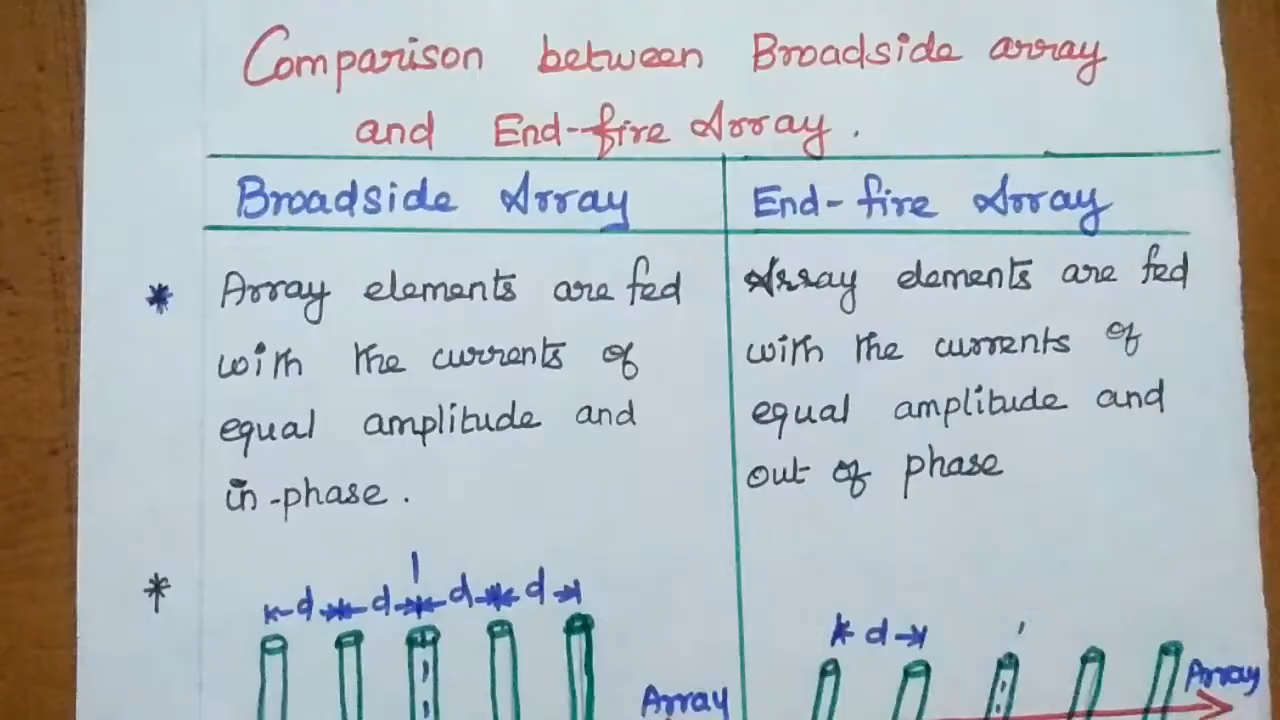 Comparison between Broadside array
and End-fire Array.
Broadside Array
End-fire Array
* Array elements are fed
with the currents of
equal amplitude and
in-phase.
Array elements are fed
with the currents of
equal amplitude and
out of phase
*
d d d d
Array
d
Array